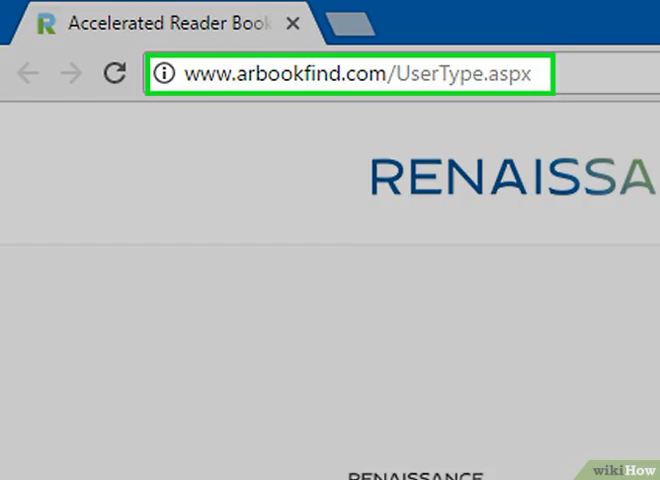 Accelerated Reader Book
www.arbookfind.com/UserType.aspx
RENAISSA
RENAISSANCE
wikiHow